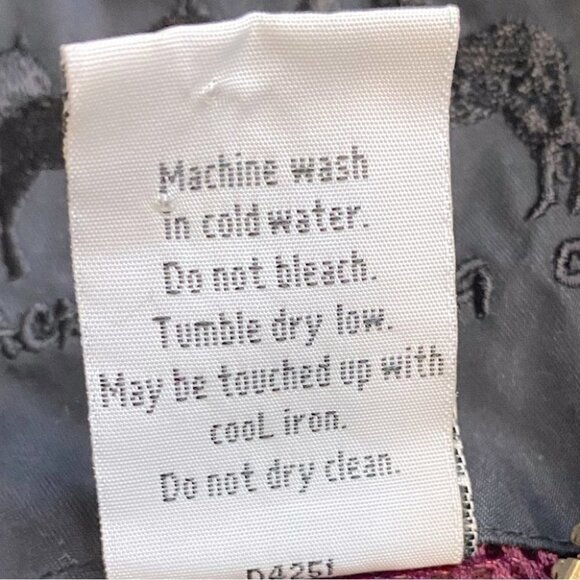 Machine wash
in cold water.
Do not bleach.
Tumble dry low.
May be touched up with
cool iron.
Do not dry clean.